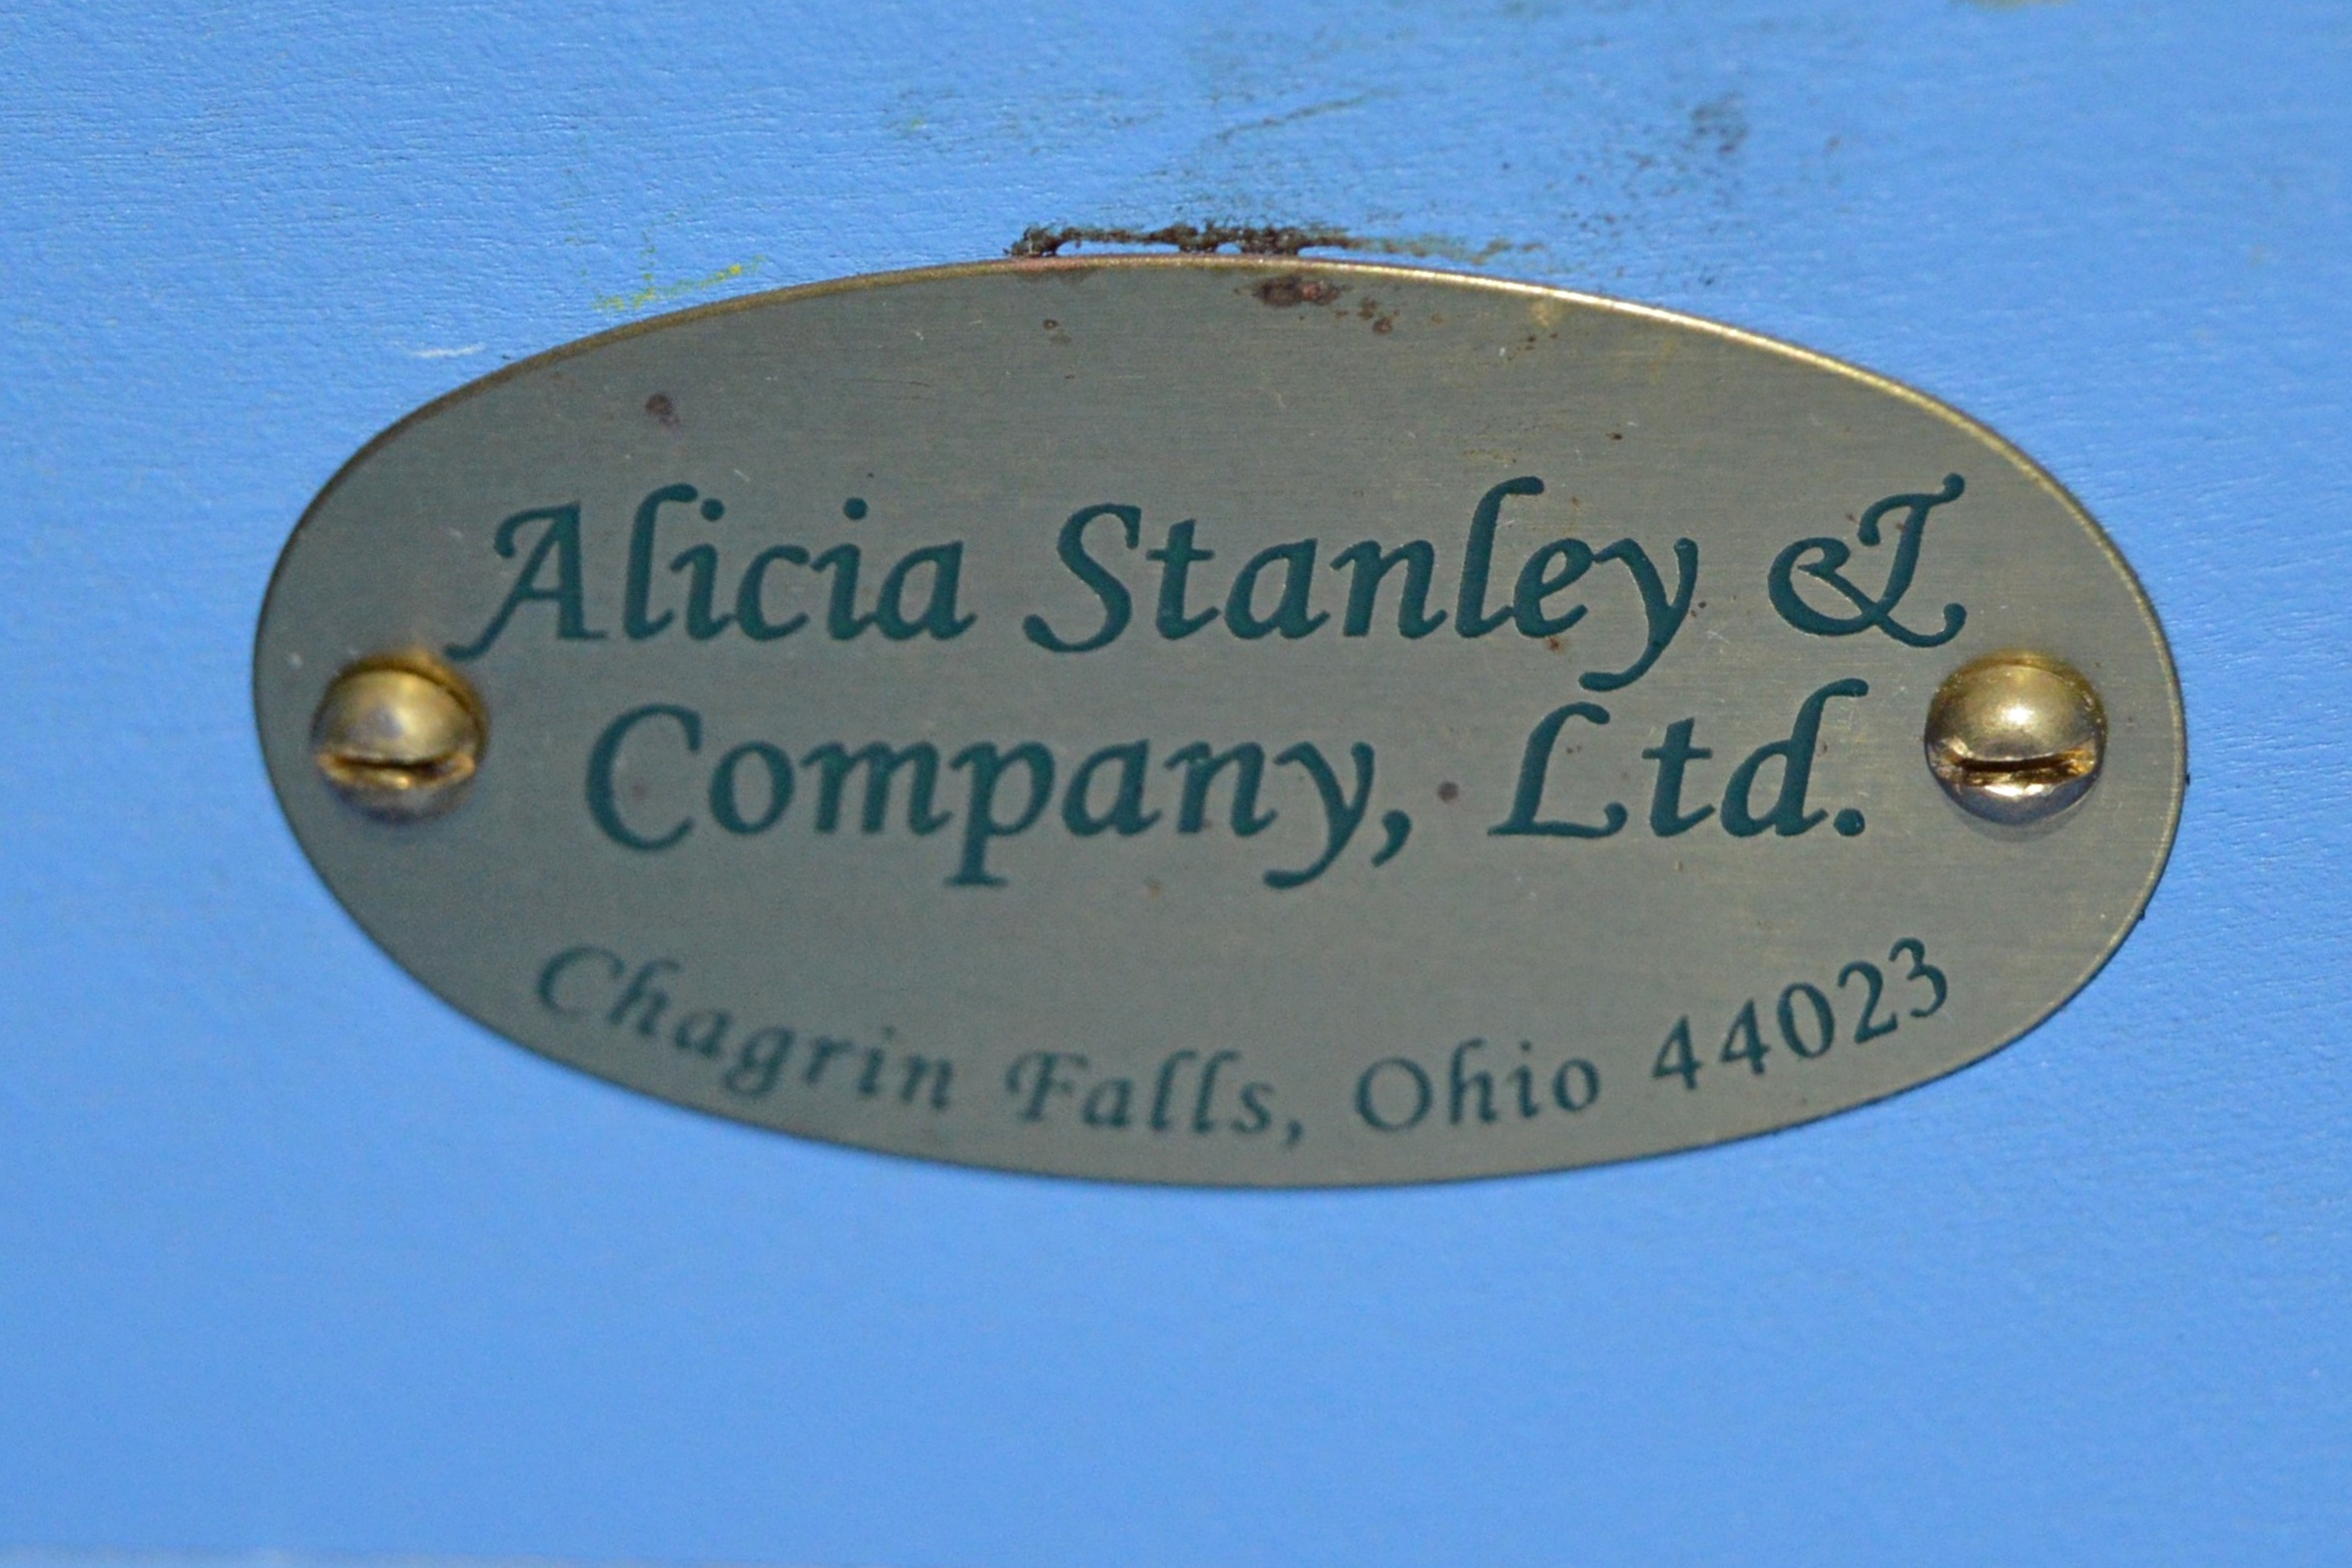 Alicia Stanley &
Company, Ltd.
Chagrin Falls, Ohio 44023